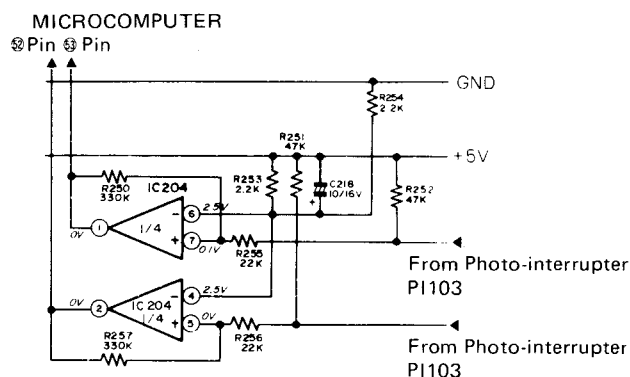 MICROCOMPUTER
52 Pin 53 Pin
GND
R254
2.2K
R251
47K
+5V
R250
330K
IC204
R253
2.2K
C218
10/16V
+
R252
47K
2.5V
6
-
1/4
1
0V
+
7
0.1V
R255
22K
From Photo-interrupter
PI103
2.5V
4
-
IC204
1/4
2
0V
+
5
0V
R256
22K
R257
330K
From Photo-interrupter
PI103